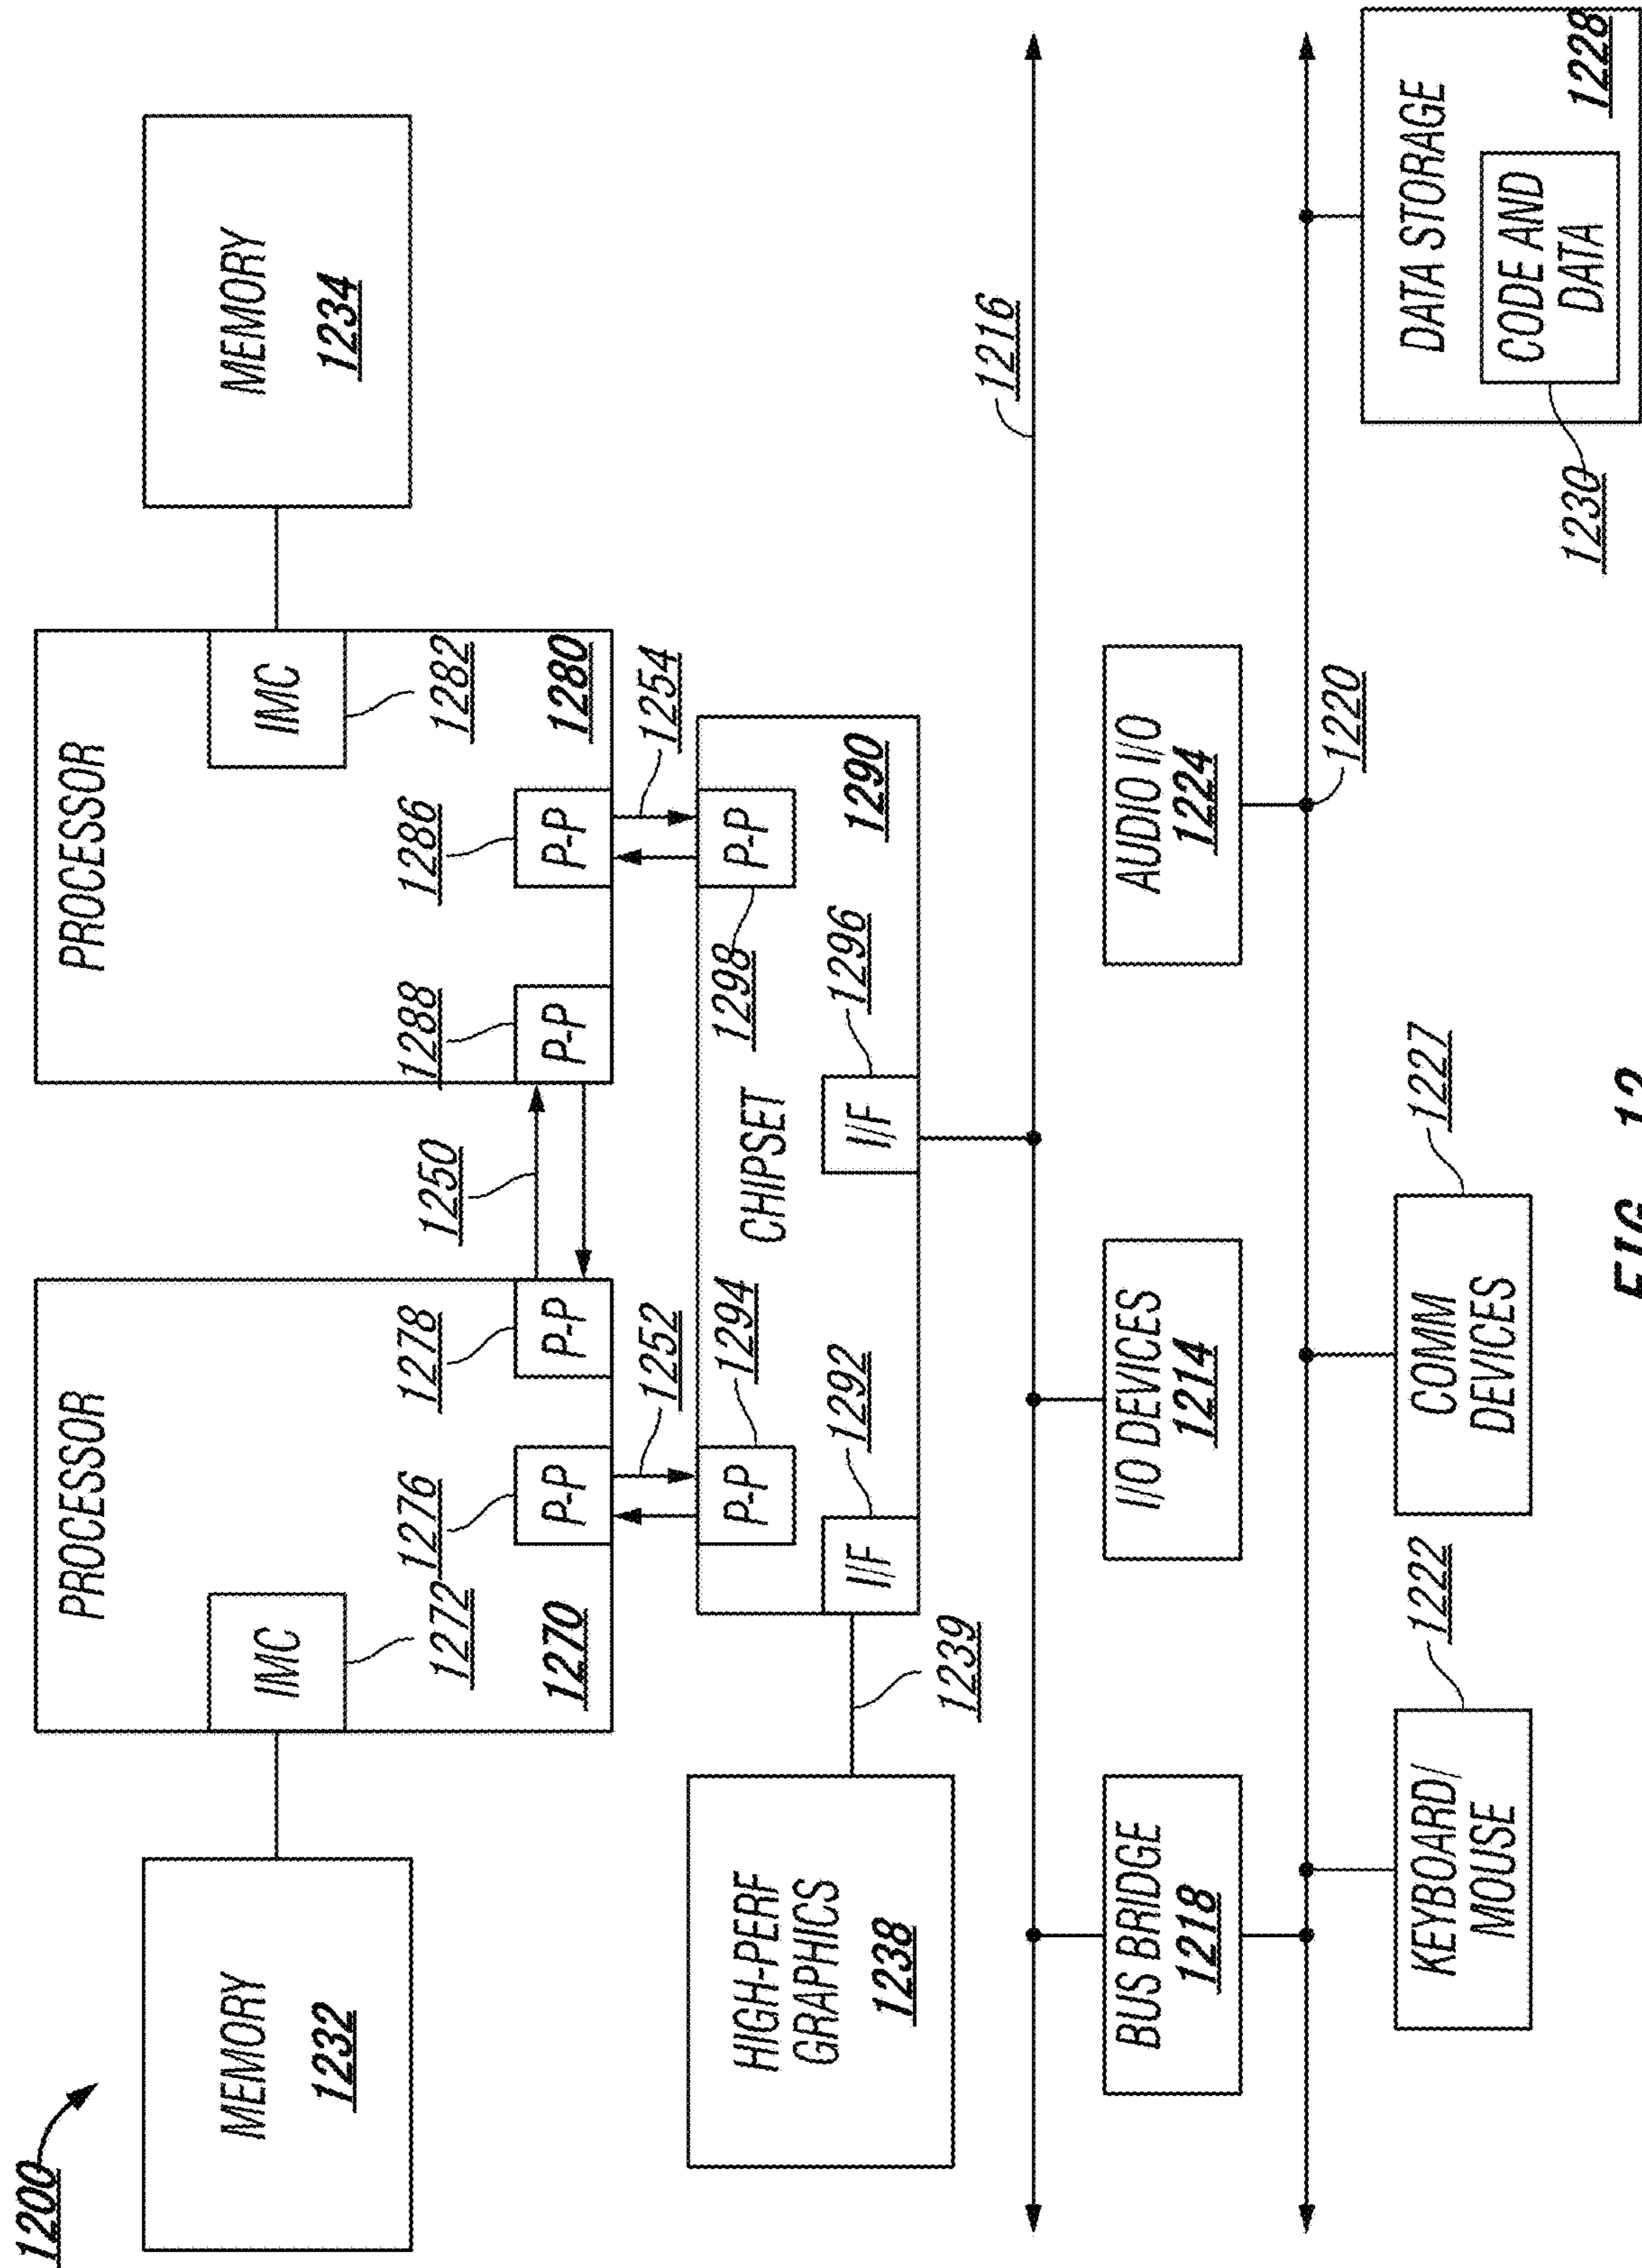 1200
PROCESSOR
PROCESSOR
MEMORY
1232
IMC
1272
1276
1278
P-P
P-P
1270
1250
1288
1286
P-P
P-P
IMC
1282
1280
MEMORY
1234
1252
1254
HIGH-PERF
GRAPHICS
1238
1239
P-P
1294
CHIPSET
1298
P-P
1290
I/F
1292
I/F
1296
1216
BUS BRIDGE
1218
I/O DEVICES
1214
AUDIO I/O
1224
1220
KEYBOARD/
MOUSE
1222
COMM
DEVICES
1227
DATA STORAGE
CODE AND
DATA
1228
1230
FIG. 12